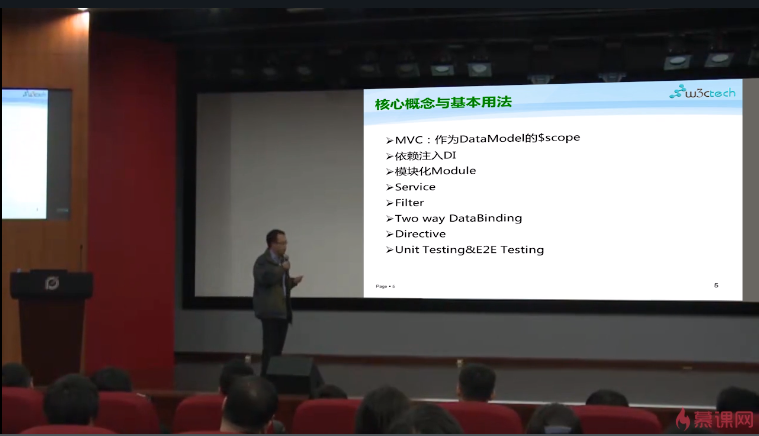 核心概念与基本用法
w3ctech
➢MVC：作为DataModel的$scope
➢依赖注入DI
➢模块化Module
➢Service
➢Filter
➢Two way DataBinding
➢Directive
➢Unit Testing&E2E Testing
Page ▪ 5
5
慕课网